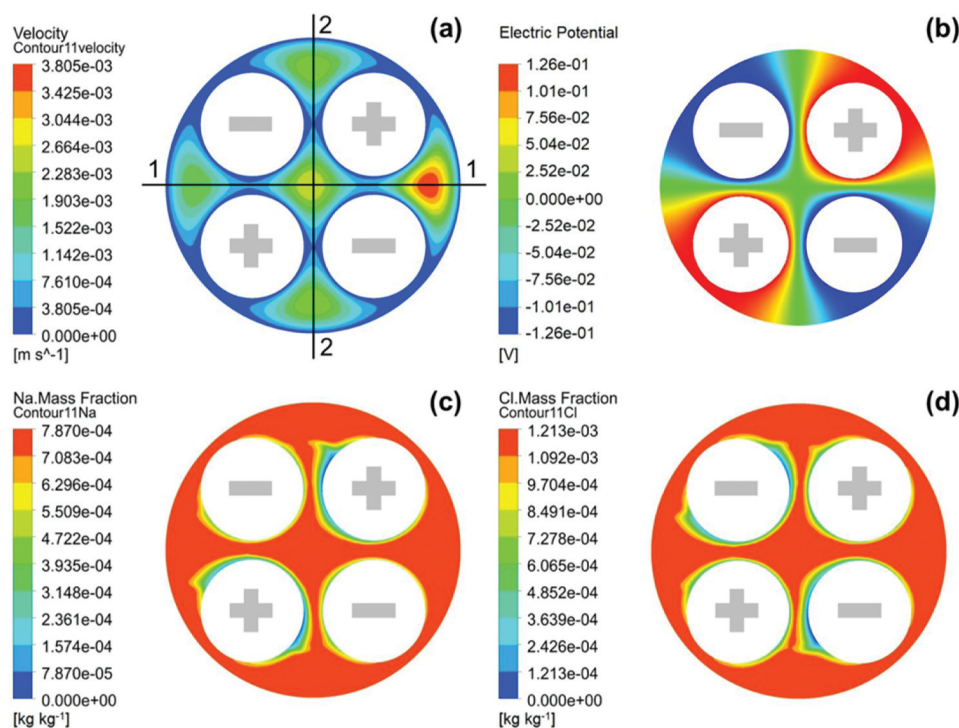 Velocity
Contour11velocity
3.805e-03
3.425e-03
3.044e-03
2.664e-03
2.283e-03
1.903e-03
1.522e-03
1.142e-03
7.610e-04
3.805e-04
0.000e+00
[m s^-1]
(a)
2
1
1
2
−
+
+
−
Electric Potential
1.26e-01
1.01e-01
7.56e-02
5.04e-02
2.52e-02
0.000e+00
-2.52e-02
-5.04e-02
-7.56e-02
-1.01e-01
-1.26e-01
[V]
(b)
−
+
+
−
Na.Mass Fraction
Contour11Na
7.870e-04
7.083e-04
6.296e-04
5.509e-04
4.722e-04
3.935e-04
3.148e-04
2.361e-04
1.574e-04
7.870e-05
0.000e+00
[kg kg⁻¹]
(c)
−
+
+
−
Cl.Mass Fraction
Contour11Cl
1.213e-03
1.092e-03
9.704e-04
8.491e-04
7.278e-04
6.065e-04
4.852e-04
3.639e-04
2.426e-04
1.213e-04
0.000e+00
[kg kg⁻¹]
(d)
−
+
+
−